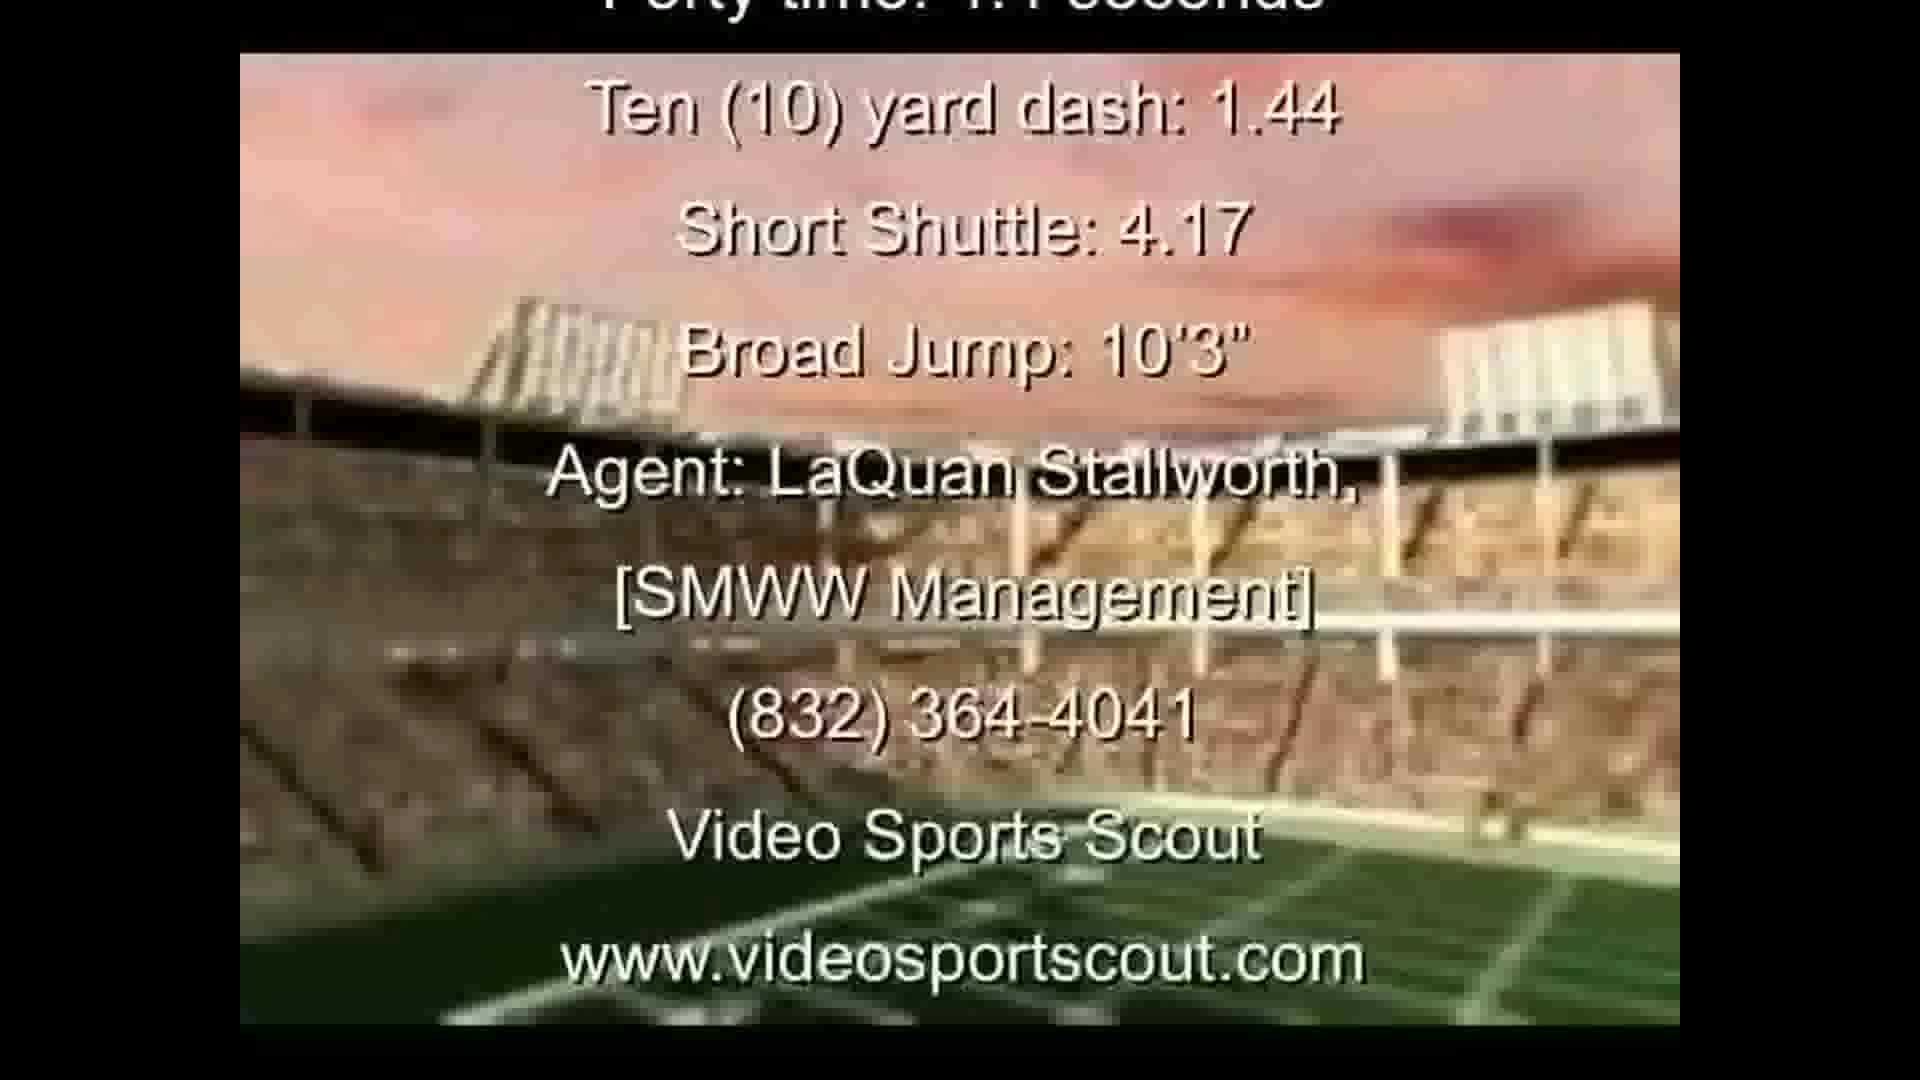 Ten (10) yard dash: 1.44
Short Shuttle: 4.17
Broad Jump: 10'3"
Agent: LaQuan Stallworth,
[SMWW Management]
(832) 364-4041
Video Sports Scout
www.videosportscout.com